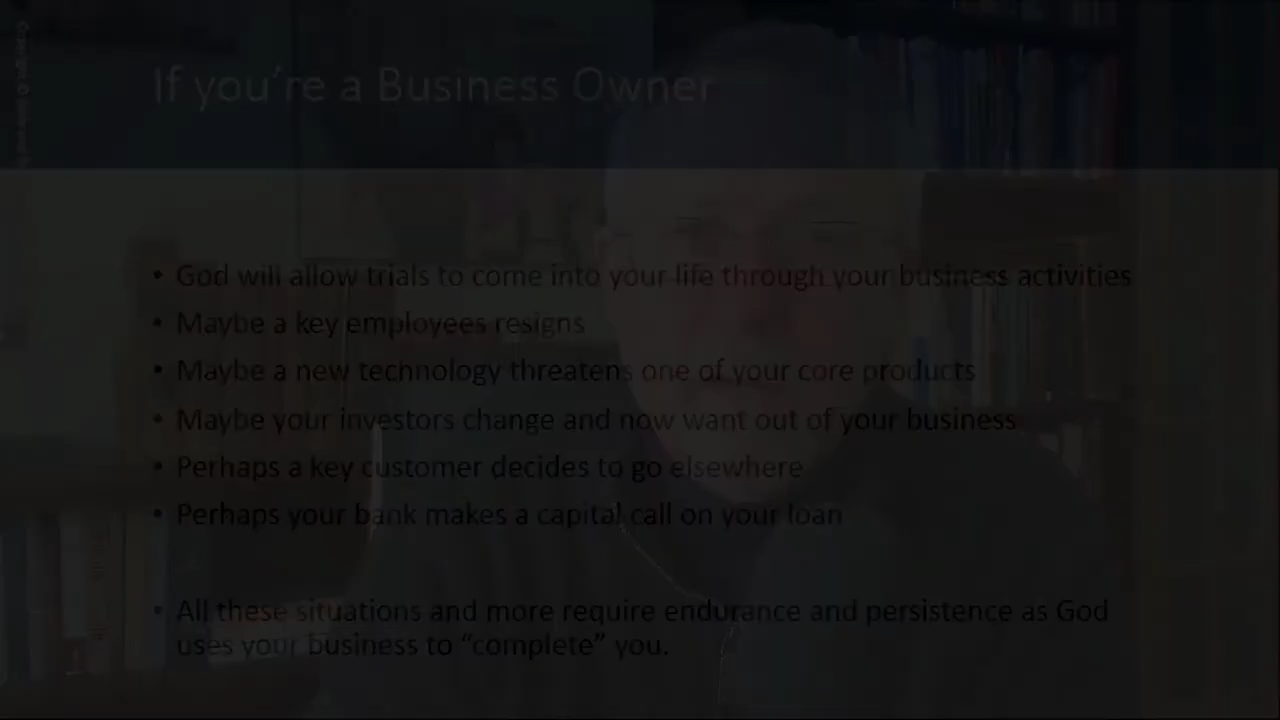 If you're a Business Owner
• God will allow trials to come into your life through your business activities
• Maybe a key employees resigns
• Maybe a new technology threatens one of your core products
• Maybe your investors change and now want out of your business
• Perhaps a key customer decides to go elsewhere
• Perhaps your bank makes a capital call on your loan
• All these situations and more require endurance and persistence as God
uses your business to “complete” you.